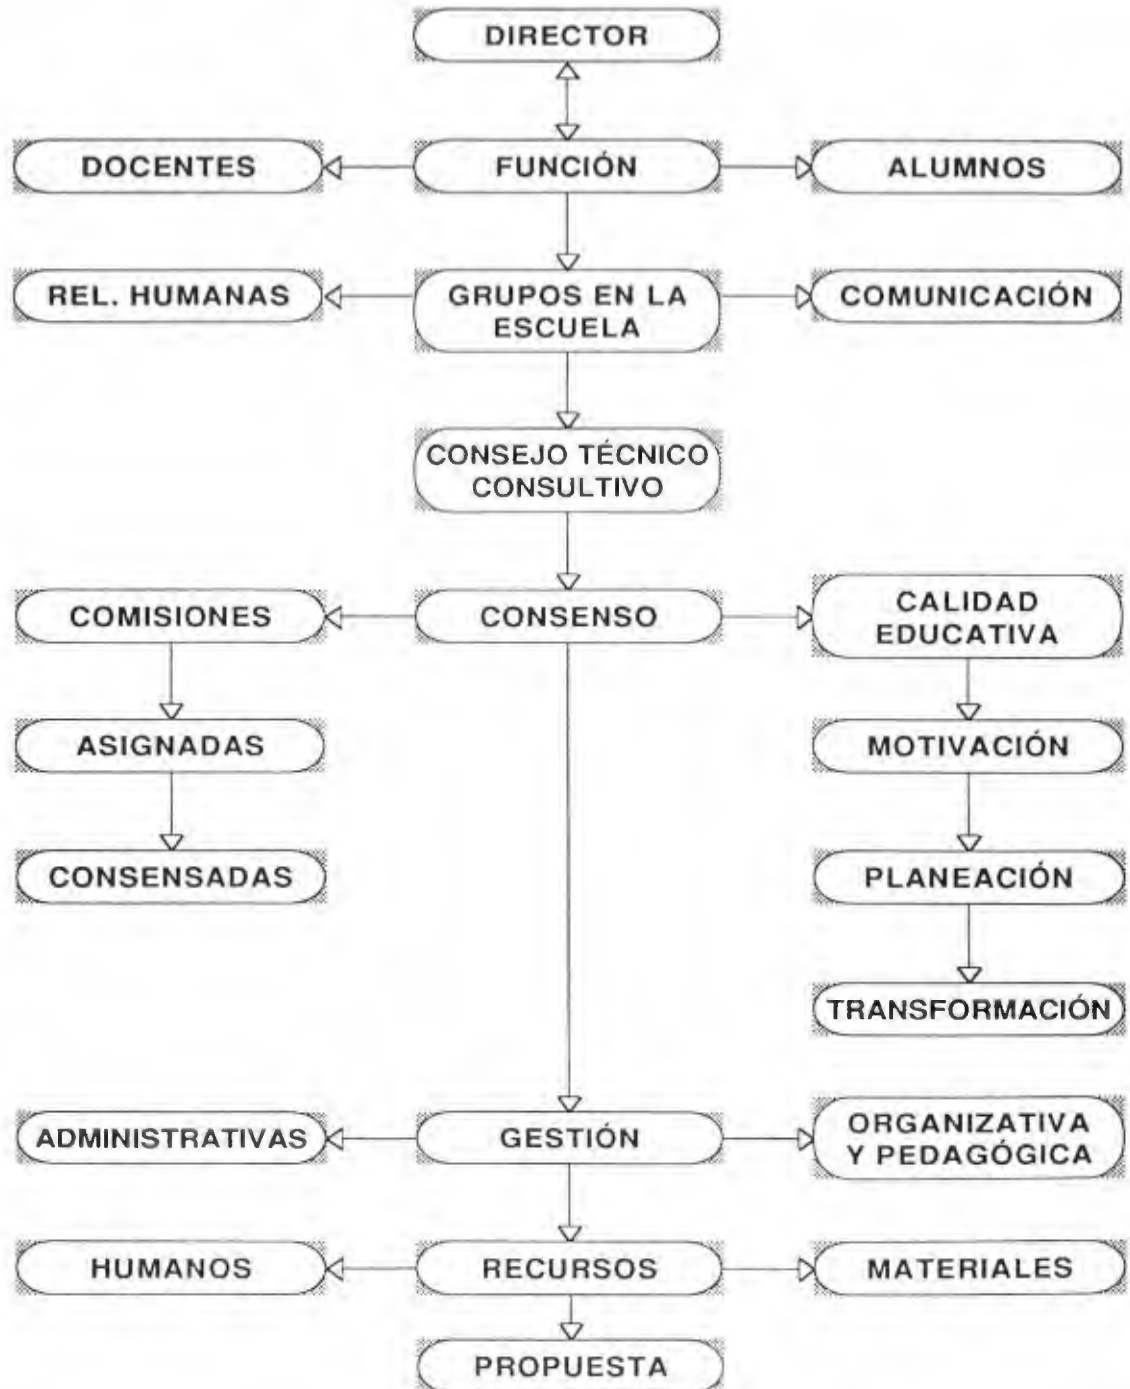 DIRECTOR
DOCENTES
FUNCIÓN
ALUMNOS
REL. HUMANAS
GRUPOS EN LA
ESCUELA
COMUNICACIÓN
CONSEJO TÉCNICO
CONSULTIVO
COMISIONES
CONSENSO
CALIDAD
EDUCATIVA
ASIGNADAS
MOTIVACIÓN
CONSENSADAS
PLANEACIÓN
TRANSFORMACIÓN
ADMINISTRATIVAS
GESTIÓN
ORGANIZATIVA
Y PEDAGÓGICA
HUMANOS
RECURSOS
MATERIALES
PROPUESTA